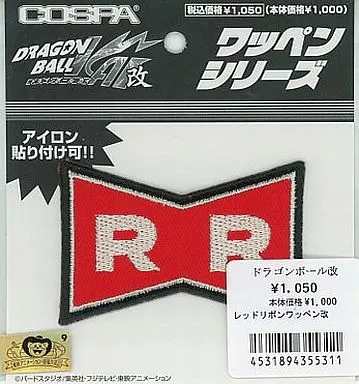 COSPA
税込価格¥1,050(本体価格¥1,000)
DRAGON
BALL
改
ワッペン
シリーズ
アイロン
貼り付け可!!
R R
ドラゴンボール改
¥1,050
本体価格¥1,000
レッドリボンワッペン改
4531894355311
©バードスタジオ/集英社・フジテレビ・東映アニメーション